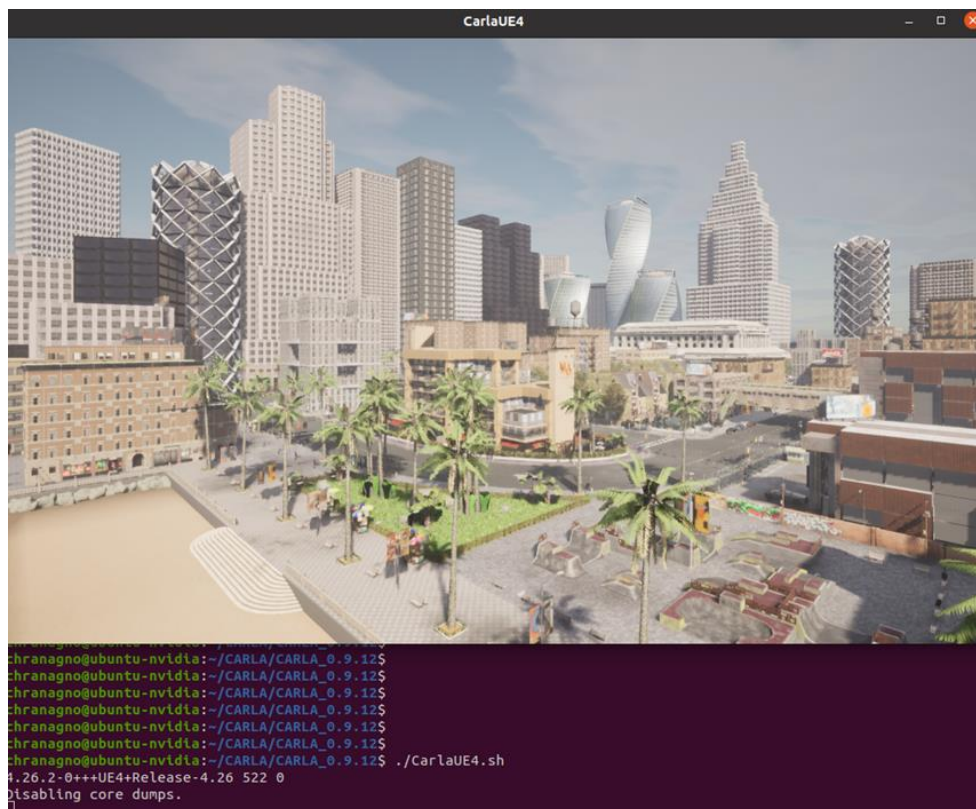 CarlaUE4
chranagno@ubuntu-nvidia:~/CARLA/CARLA_0.9.12$
chranagno@ubuntu-nvidia:~/CARLA/CARLA_0.9.12$
chranagno@ubuntu-nvidia:~/CARLA/CARLA_0.9.12$
chranagno@ubuntu-nvidia:~/CARLA/CARLA_0.9.12$
chranagno@ubuntu-nvidia:~/CARLA/CARLA_0.9.12$
chranagno@ubuntu-nvidia:~/CARLA/CARLA_0.9.12$
chranagno@ubuntu-nvidia:~/CARLA/CARLA_0.9.12$ ./CarlaUE4.sh
4.26.2-0+++UE4+Release-4.26 522 0
Disabling core dumps.